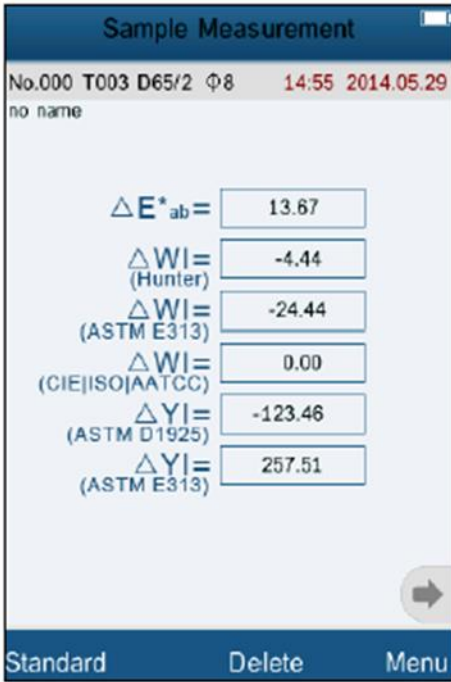 Sample Measurement
No.000 T003 D65/2 Φ8 14:55 2014.05.29
no name
△E*ab= 13.67
△WI= -4.44
(Hunter)
△WI= -24.44
(ASTM E313)
△WI= 0.00
(CIE|ISO|AATCC)
△YI= -123.46
(ASTM D1925)
△YI= 257.51
(ASTM E313)
Standard Delete Menu